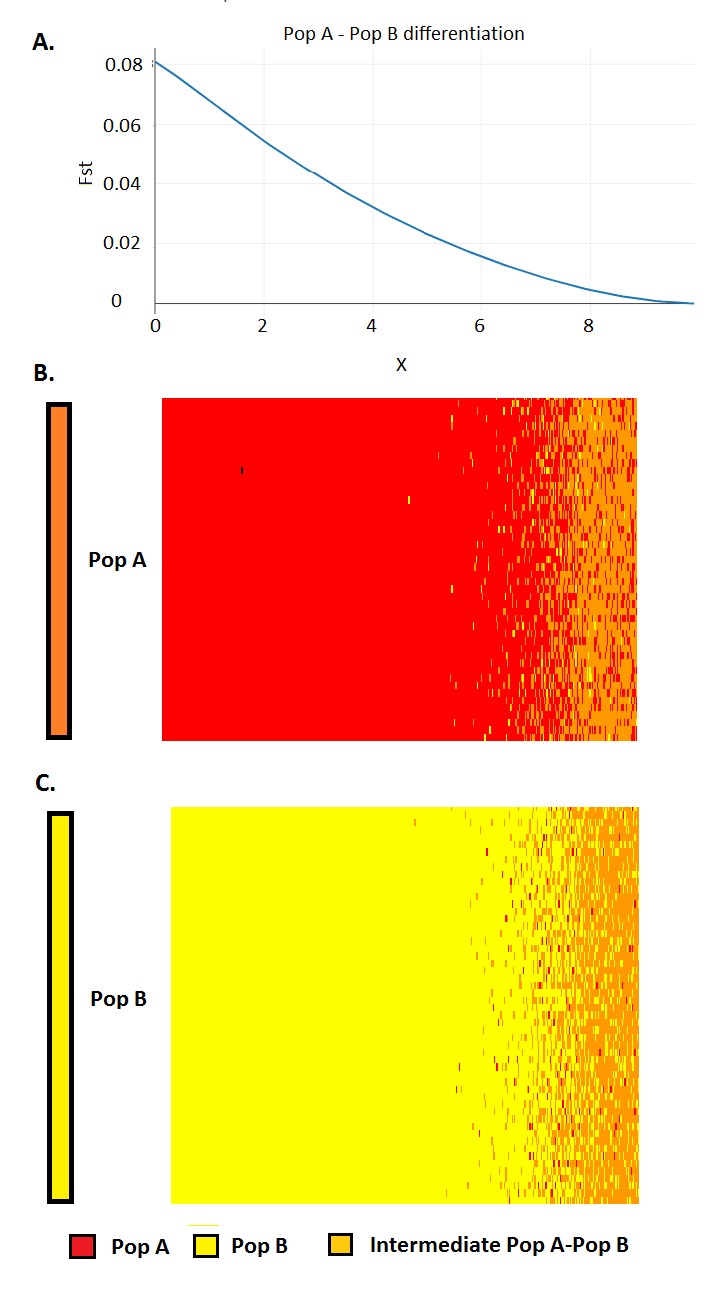 A.
Pop A - Pop B differentiation
0.08
0.06
0.04
0.02
0
Fst
0 2 4 6 8
X
B.
Pop A
C.
Pop B
Pop A Pop B Intermediate Pop A-Pop B